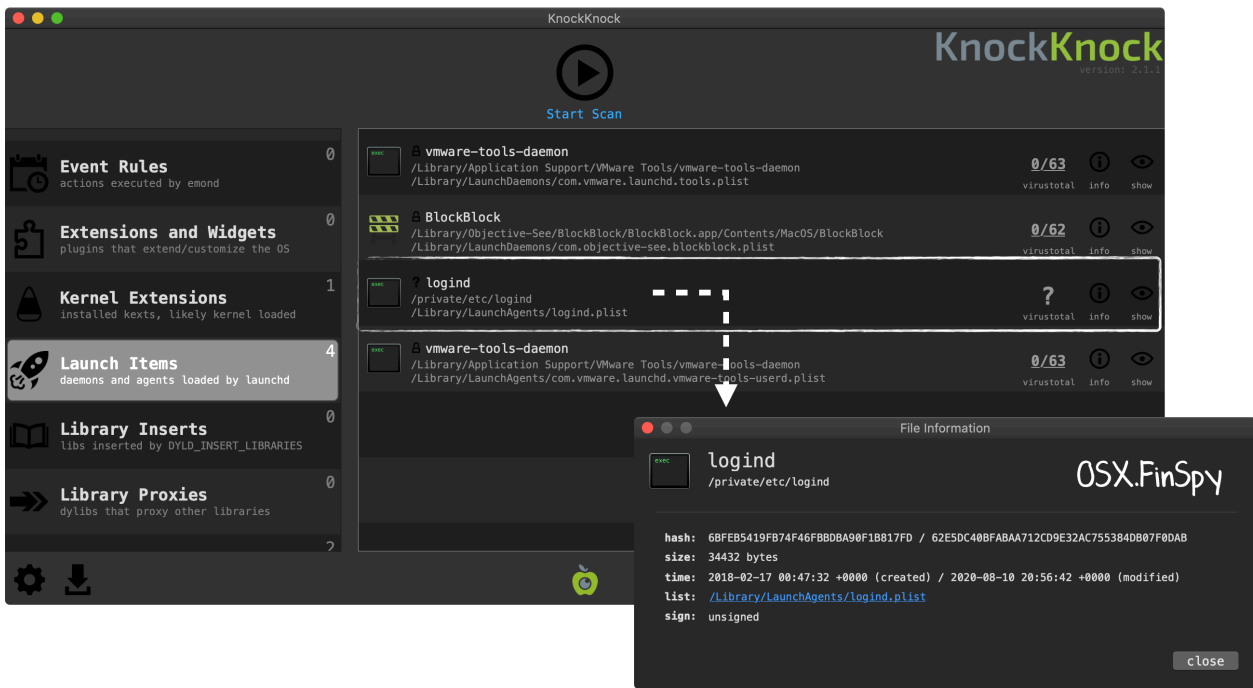 KnockKnock
KnockKnock
version: 2.1.1
Start Scan
Event Rules
0
actions executed by emond
Extensions and Widgets
0
plugins that extend/customize the OS
Kernel Extensions
1
installed kexts, likely kernel loaded
Launch Items
4
daemons and agents loaded by launchd
Library Inserts
0
libs inserted by DYLD_INSERT_LIBRARIES
Library Proxies
0
dylibs that proxy other libraries
2
exec
vmware-tools-daemon
/Library/Application Support/VMware Tools/vmware-tools-daemon
/Library/LaunchDaemons/com.vmware.launchd.tools.plist
0/63
virustotal info show
BlockBlock
/Library/Objective-See/BlockBlock/BlockBlock.app/Contents/MacOS/BlockBlock
/Library/LaunchDaemons/com.objective-see.blockblock.plist
0/62
virustotal info show
exec
? logind
/private/etc/logind
/Library/LaunchAgents/logind.plist
?
virustotal info show
exec
vmware-tools-daemon
/Library/Application Support/VMware Tools/vmware-tools-daemon
/Library/LaunchAgents/com.vmware.launchd.vmware-tools-userd.plist
0/63
virustotal info show
File Information
exec
logind
/private/etc/logind
OSX.FinSpy
hash: 6BFEB5419FB74F46FBBDBA90F1B817FD / 62E5DC40BFABAA712CD9E32AC755384DB07F0DAB
size: 34432 bytes
time: 2018-02-17 00:47:32 +0000 (created) / 2020-08-10 20:56:42 +0000 (modified)
list: /Library/LaunchAgents/logind.plist
sign: unsigned
close